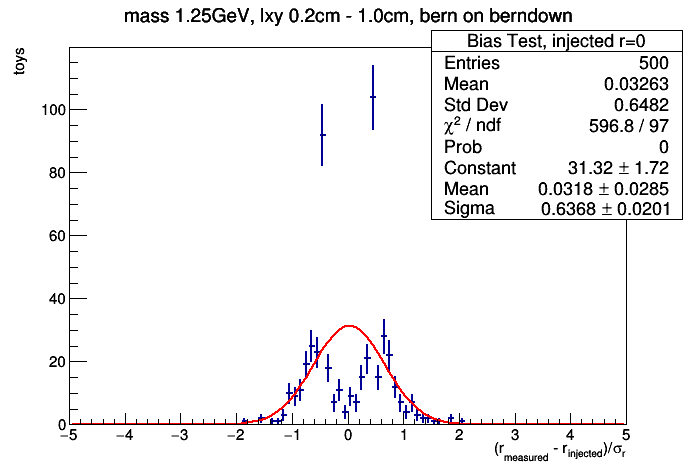 mass 1.25GeV, lxy 0.2cm - 1.0cm, bern on berndown
Bias Test, injected r=0
Entries 500
Mean 0.03263
Std Dev 0.6482
χ² / ndf 596.8 / 97
Prob 0
Constant 31.32 ± 1.72
Mean 0.0318 ± 0.0285
Sigma 0.6368 ± 0.0201
toys
100
80
60
40
20
0
−5 −4 −3 −2 −1 0 1 2 3 4 5
(r_measured - r_injected)/σ_r